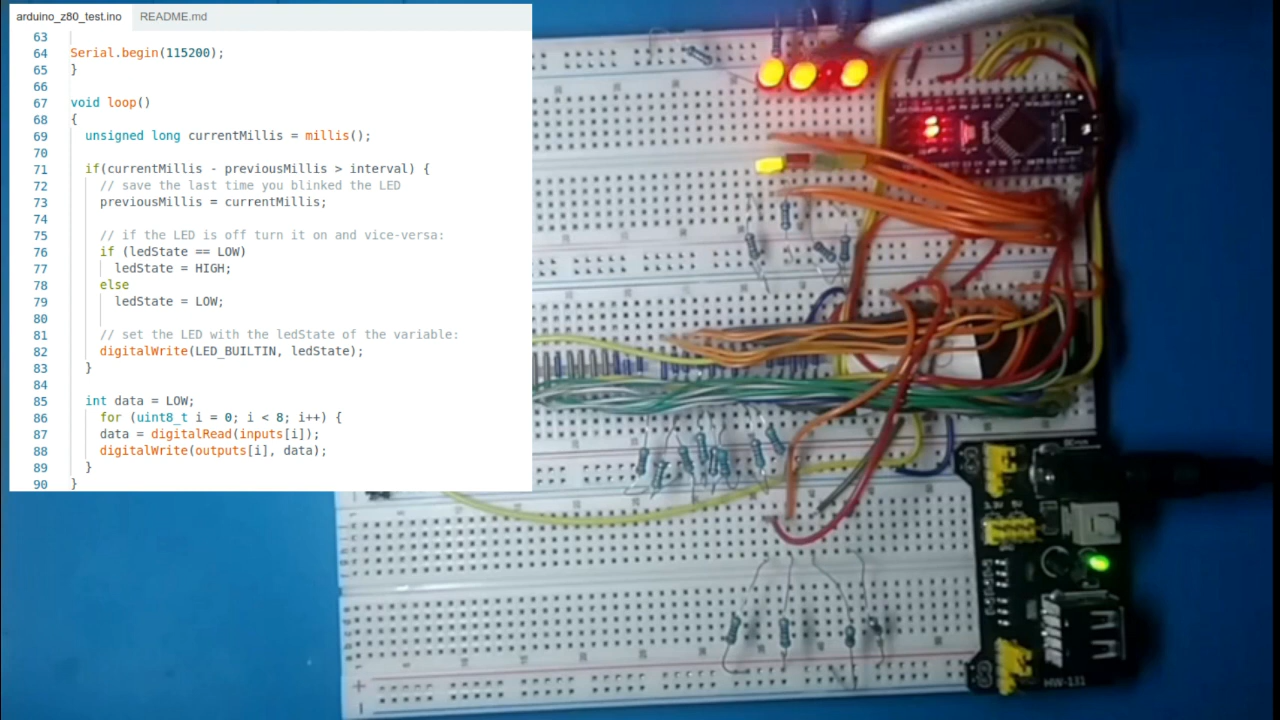 arduino_z80_test.ino README.md
63
64 Serial.begin(115200);
65 }
66
67 void loop()
68 {
69 unsigned long currentMillis = millis();
70
71 if(currentMillis - previousMillis > interval) {
72 // save the last time you blinked the LED
73 previousMillis = currentMillis;
74
75 // if the LED is off turn it on and vice-versa:
76 if (ledState == LOW)
77 ledState = HIGH;
78 else
79 ledState = LOW;
80
81 // set the LED with the ledState of the variable:
82 digitalWrite(LED_BUILTIN, ledState);
83 }
84
85 int data = LOW;
86 for (uint8_t i = 0; i < 8; i++) {
87 data = digitalRead(inputs[i]);
88 digitalWrite(outputs[i], data);
89 }
90 }
HW-131